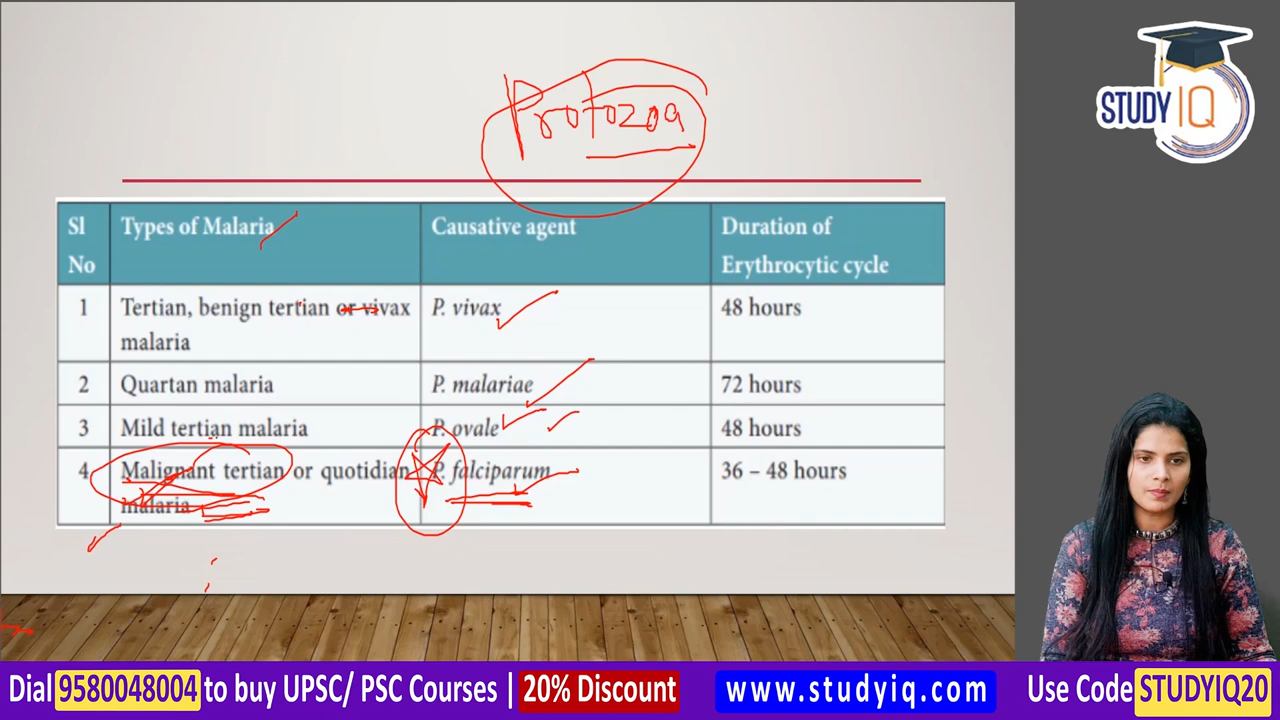 Protozoa
STUDY IQ
Sl No
Types of Malaria
Causative agent
Duration of
Erythrocytic cycle
1
Tertian, benign tertian or vivax
malaria
P. vivax
48 hours
2
Quartan malaria
P. malariae
72 hours
3
Mild tertian malaria
P. ovale
48 hours
4
Malignant tertian or quotidian
malaria
P. falciparum
36 – 48 hours
Dial 9580048004 to buy UPSC/ PSC Courses | 20% Discount
www.studyiq.com
Use Code STUDYIQ20